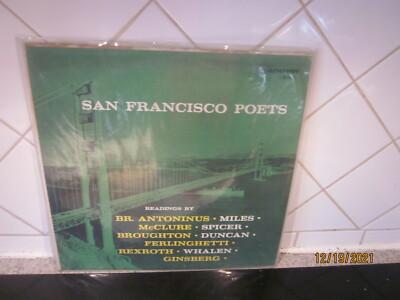 SAN FRANCISCO POETS
READINGS BY
BR. ANTONINUS • MILES •
McCLURE • SPICER •
BROUGHTON • DUNCAN •
FERLINGHETTI •
REXROTH • WHALEN •
GINSBERG •
12/19/2021